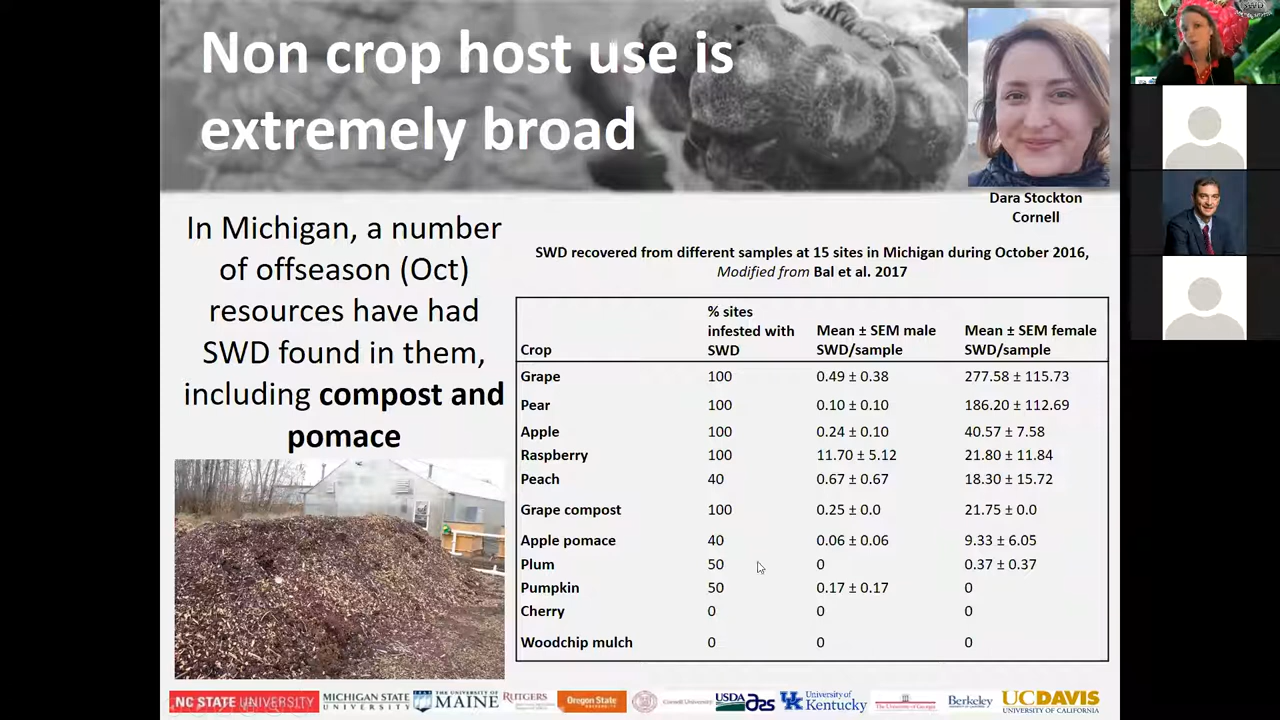 Non crop host use is
extremely broad
Dara Stockton
Cornell
In Michigan, a number
of offseason (Oct)
resources have had
SWD found in them,
including compost and
pomace
SWD recovered from different samples at 15 sites in Michigan during October 2016,
Modified from Bal et al. 2017
Crop % sites infested with SWD Mean ± SEM male SWD/sample Mean ± SEM female SWD/sample
Grape 100 0.49 ± 0.38 277.58 ± 115.73
Pear 100 0.10 ± 0.10 186.20 ± 112.69
Apple 100 0.24 ± 0.10 40.57 ± 7.58
Raspberry 100 11.70 ± 5.12 21.80 ± 11.84
Peach 40 0.67 ± 0.67 18.30 ± 15.72
Grape compost 100 0.25 ± 0.0 21.75 ± 0.0
Apple pomace 40 0.06 ± 0.06 9.33 ± 6.05
Plum 50 0 0.37 ± 0.37
Pumpkin 50 0.17 ± 0.17 0
Cherry 0 0 0
Woodchip mulch 0 0 0
NC STATE UNIVERSITY
MICHIGAN STATE
UNIVERSITY
THE UNIVERSITY OF
MAINE
RUTGERS
Oregon State
Cornell University
USDA
University of
Kentucky
The University of Georgia
Berkeley
UC DAVIS
UNIVERSITY OF CALIFORNIA